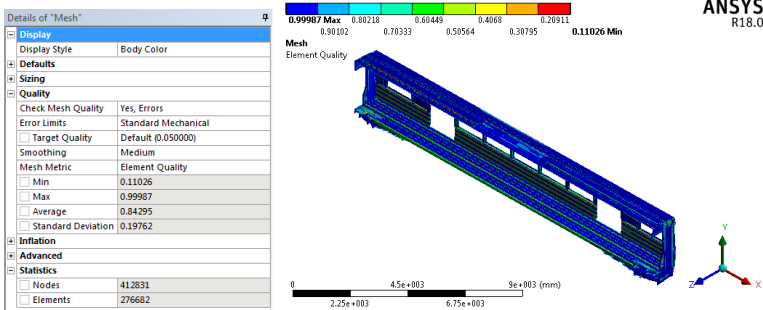 Details of "Mesh"
Display
Display Style Body Color
Defaults
Sizing
Quality
Check Mesh Quality Yes, Errors
Error Limits Standard Mechanical
Target Quality Default (0.050000)
Smoothing Medium
Mesh Metric Element Quality
Min 0.11026
Max 0.99987
Average 0.84295
Standard Deviation 0.19762
Inflation
Advanced
Statistics
Nodes 412831
Elements 276682
0.99987 Max 0.80218 0.60449 0.4068 0.20911
0.90102 0.70333 0.50564 0.30795 0.11026 Min
Mesh
Element Quality
ANSYS
R18.0
0 4.5e+003 9e+003 (mm)
2.25e+003 6.75e+003
Y
Z X